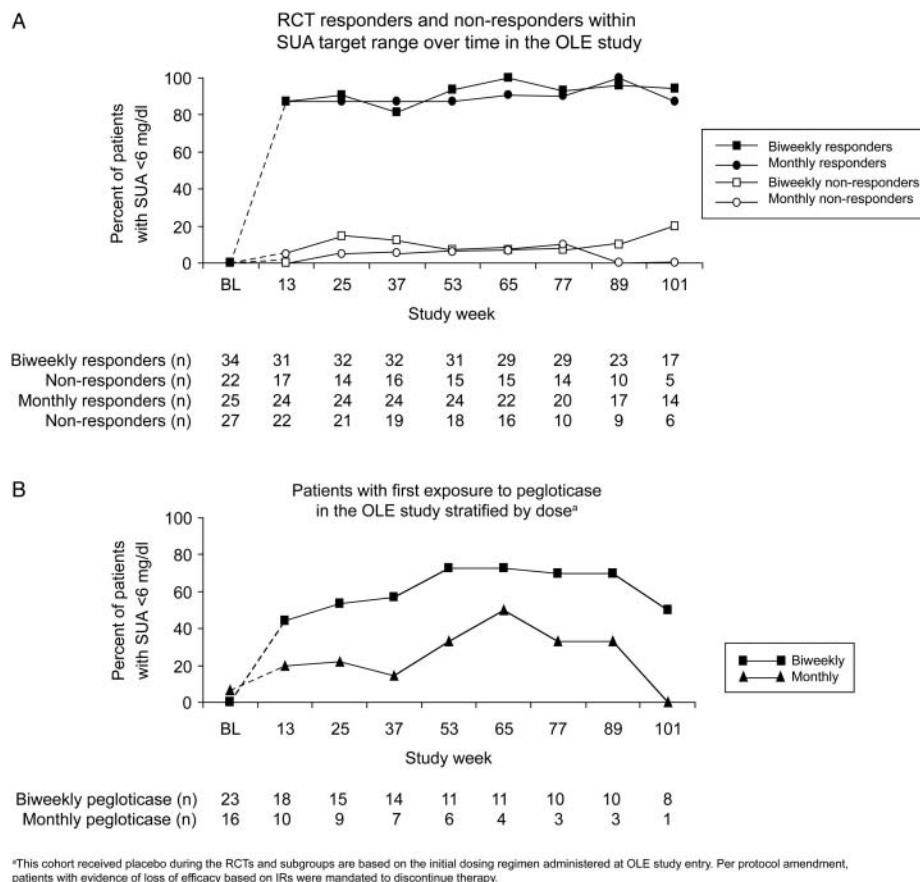 A
RCT responders and non-responders within
SUA target range over time in the OLE study
Percent of patients
with SUA <6 mg/dl
100
80
60
40
20
0
BL 13 25 37 53 65 77 89 101
Study week
Biweekly responders
Monthly responders
Biweekly non-responders
Monthly non-responders
Biweekly responders (n) 34 31 32 32 31 29 29 23 17
Non-responders (n) 22 17 14 16 15 15 14 10 5
Monthly responders (n) 25 24 24 24 24 22 20 17 14
Non-responders (n) 27 22 21 19 18 16 10 9 6
B
Patients with first exposure to pegloticase
in the OLE study stratified by doseᵃ
Percent of patients
with SUA <6 mg/dl
100
80
60
40
20
0
BL 13 25 37 53 65 77 89 101
Study week
Biweekly
Monthly
Biweekly pegloticase (n) 23 18 15 14 11 11 10 10 8
Monthly pegloticase (n) 16 10 9 7 6 4 3 3 1
ᵃThis cohort received placebo during the RCTs and subgroups are based on the initial dosing regimen administered at OLE study entry. Per protocol amendment,
patients with evidence of loss of efficacy based on IRs were mandated to discontinue therapy.